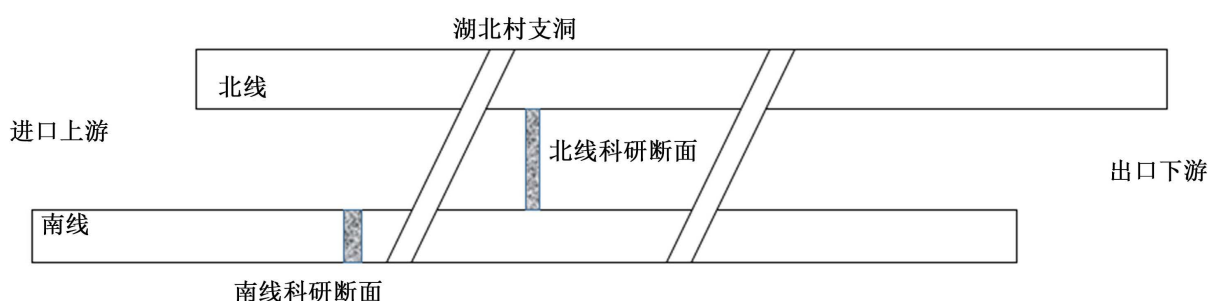 湖北村支洞
北线
进口上游
北线科研断面
出口下游
南线
南线科研断面